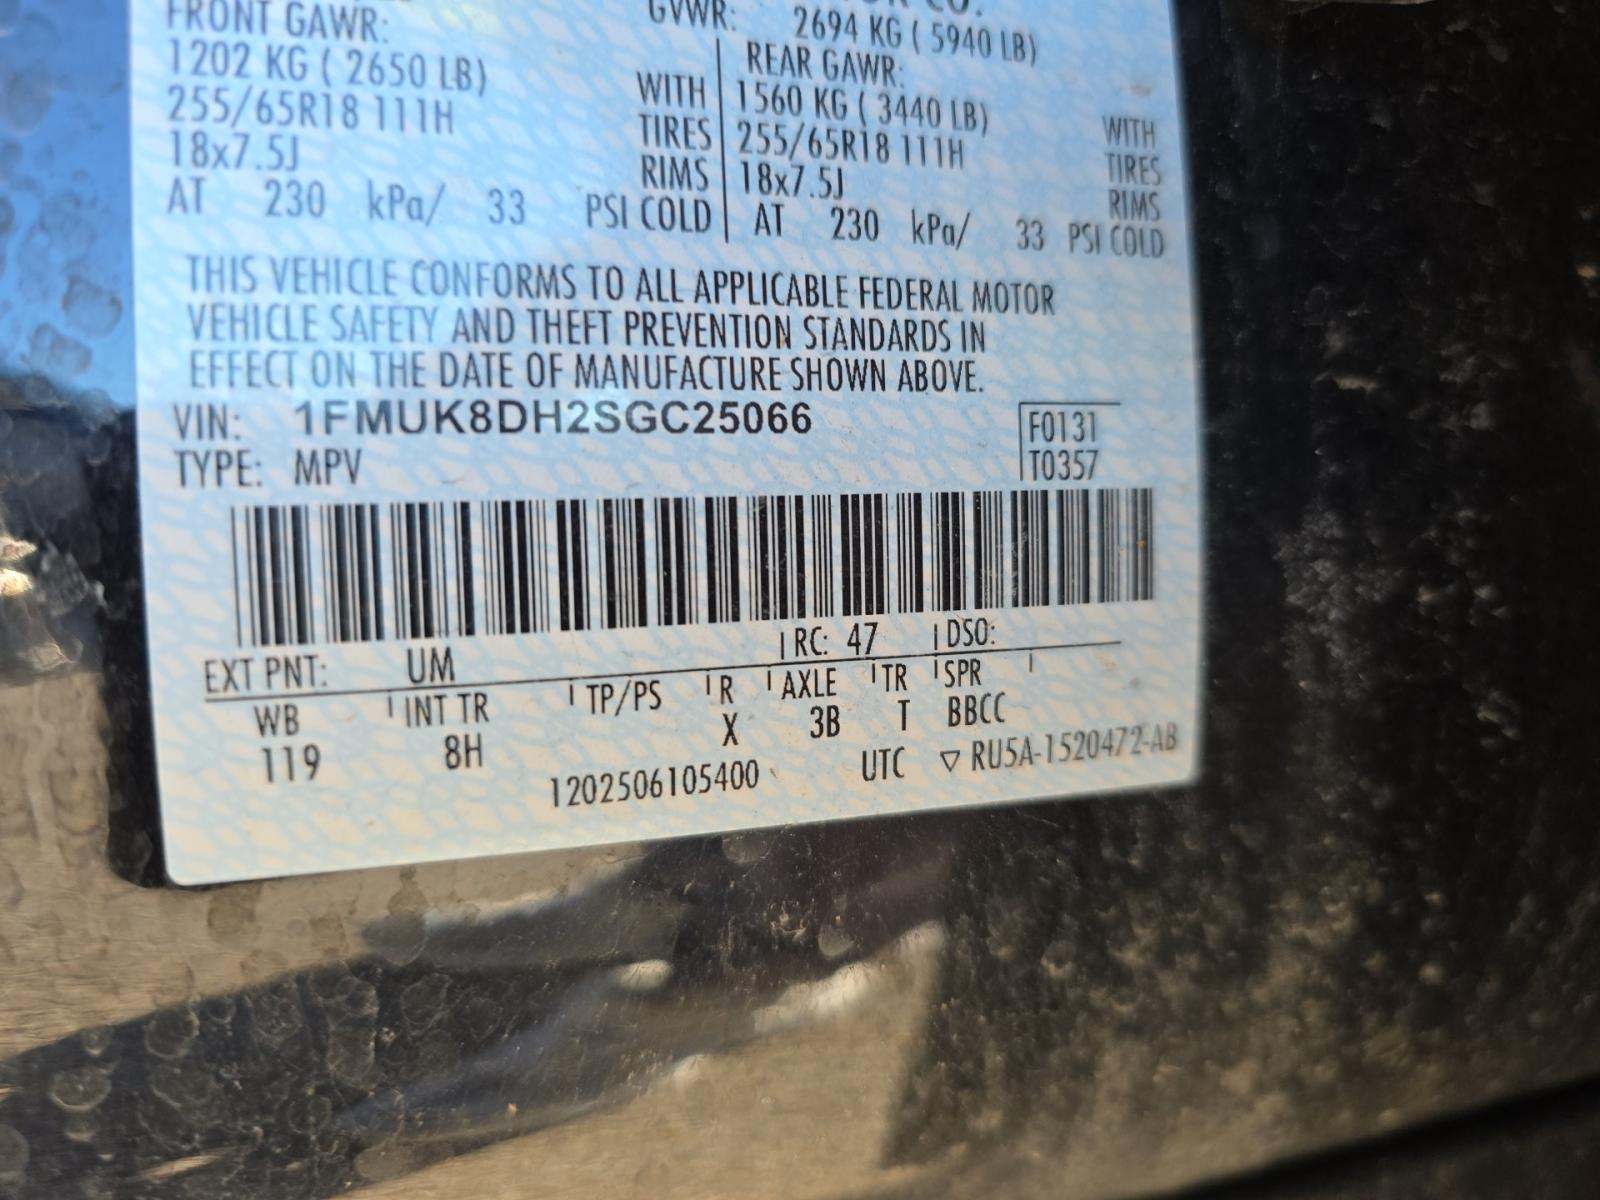 CO.
FRONT GAWR: GVWR: 2694 KG ( 5940 LB)
1202 KG ( 2650 LB) WITH
255/65R18 111H TIRES
18x7.5J RIMS
AT 230 kPa/ 33 PSI COLD
REAR GAWR:
1560 KG ( 3440 LB) WITH
255/65R18 111H TIRES
18x7.5J RIMS
AT 230 kPa/ 33 PSI COLD
THIS VEHICLE CONFORMS TO ALL APPLICABLE FEDERAL MOTOR
VEHICLE SAFETY AND THEFT PREVENTION STANDARDS IN
EFFECT ON THE DATE OF MANUFACTURE SHOWN ABOVE.
VIN: 1FMUK8DH2SGC25066 F0131
TYPE: MPV T0357
EXT PNT: UM RC: 47 DSO:
WB INT TR TP/PS R AXLE TR SPR
119 8H X 3B T BBCC
1202506105400 UTC ▽ RU5A-1520472-AB